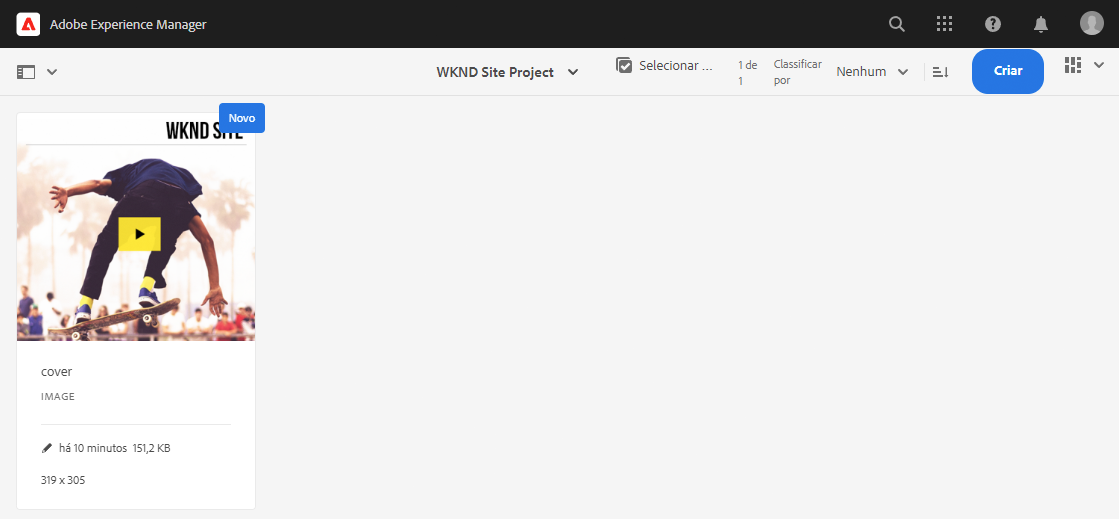 Adobe Experience Manager
WKND Site Project
Selecionar ...
1 de
1
Classificar
por
Nenhum
Criar
Novo
WKND SITE
cover
IMAGE
há 10 minutos 151,2 KB
319 x 305